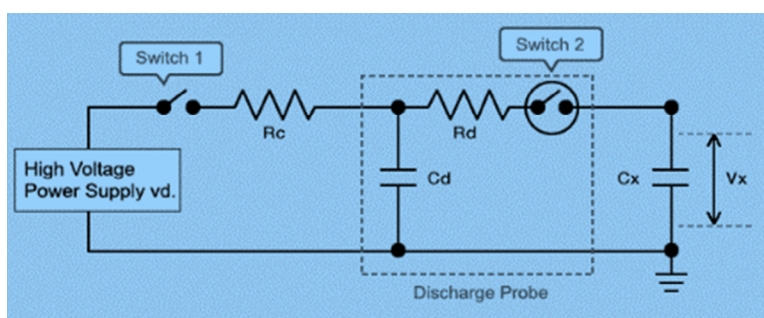 Switch 1
Switch 2
Rc
Rd
High Voltage
Power Supply vd.
Cd
Cx
Vx
Discharge Probe